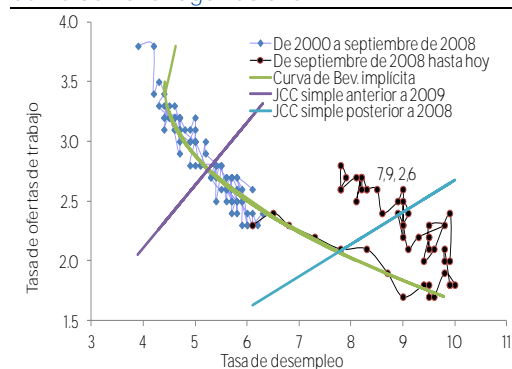 4.0
3.5
3.0
2.5
2.0
1.5
Tasa de ofertas de trabajo
De 2000 a septiembre de 2008
De septiembre de 2008 hasta hoy
Curva de Bev. implícita
JCC simple anterior a 2009
JCC simple posterior a 2008
7,9, 2,6
3 4 5 6 7 8 9 10 11
Tasa de desempleo